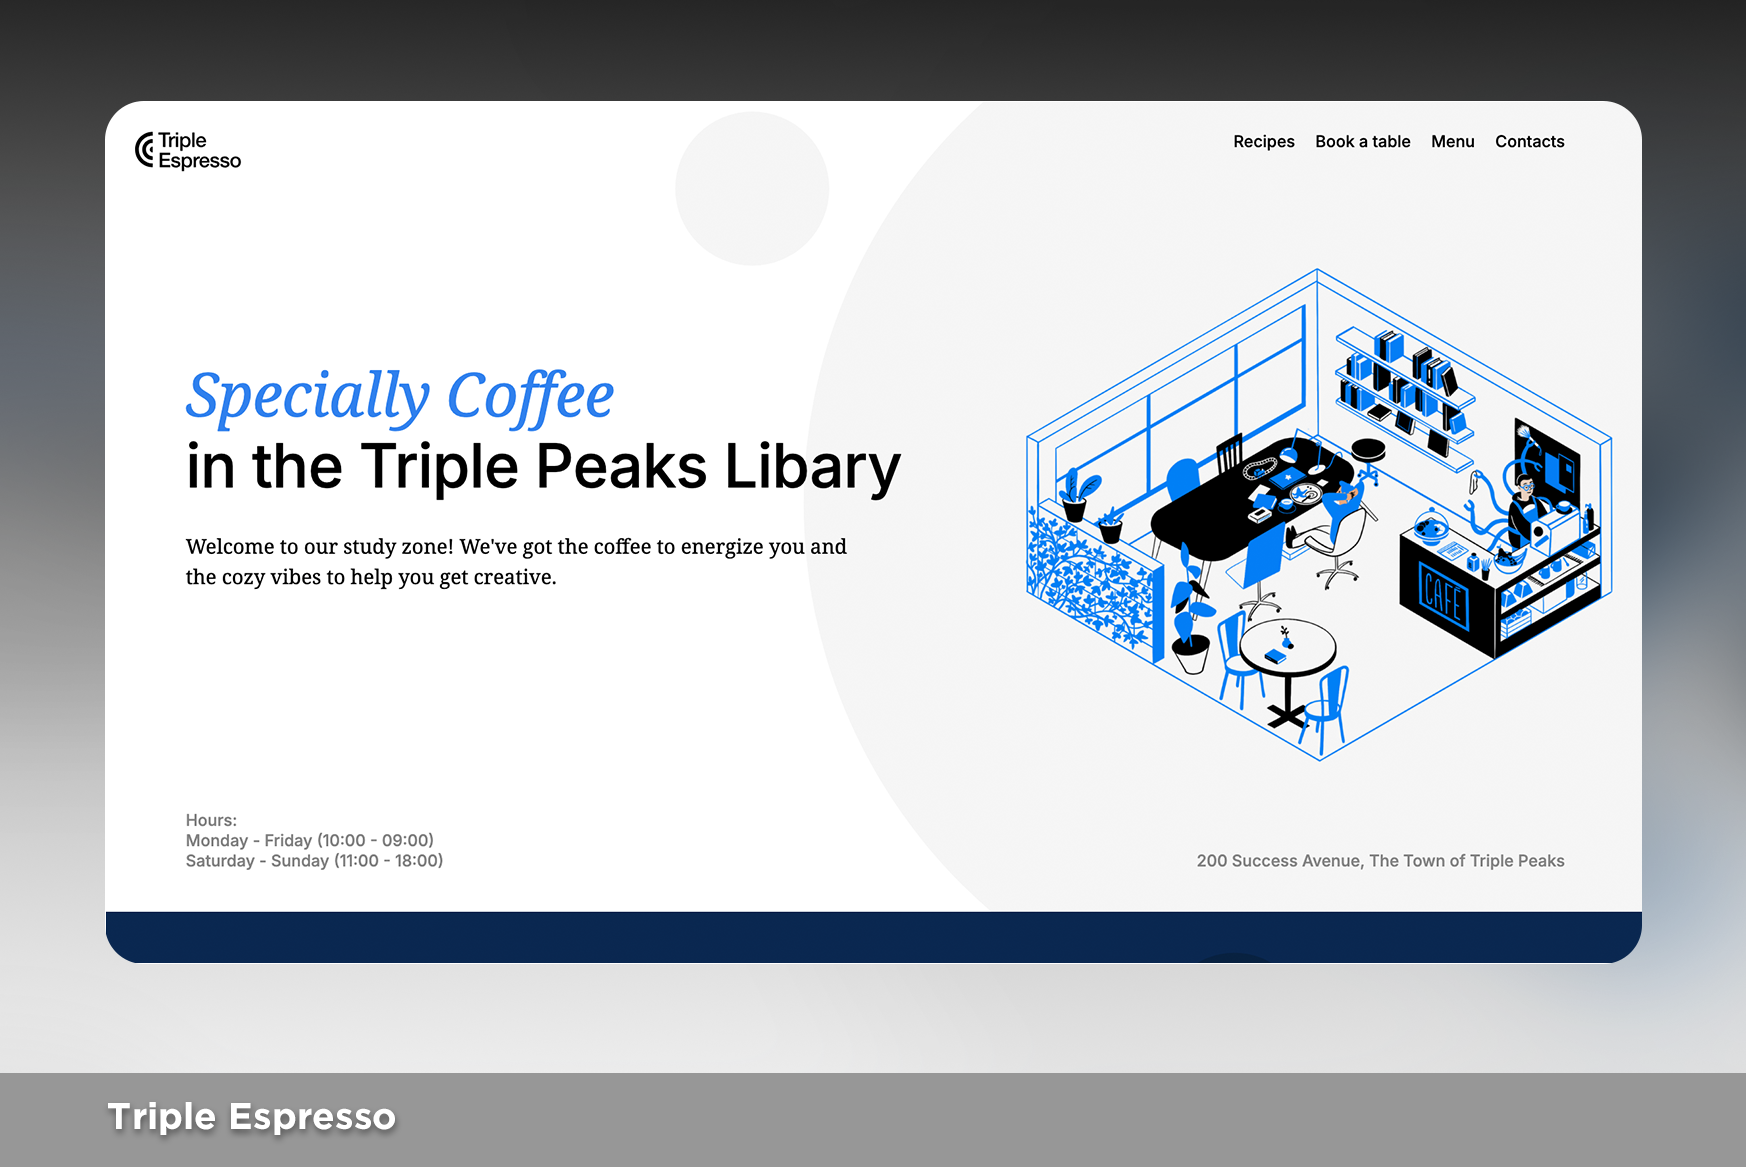 Triple
Espresso
Recipes Book a table Menu Contacts
Specially Coffee
in the Triple Peaks Libary
Welcome to our study zone! We've got the coffee to energize you and
the cozy vibes to help you get creative.
CAFÉ
Hours:
Monday - Friday (10:00 - 09:00)
Saturday - Sunday (11:00 - 18:00)
200 Success Avenue, The Town of Triple Peaks
Triple Espresso